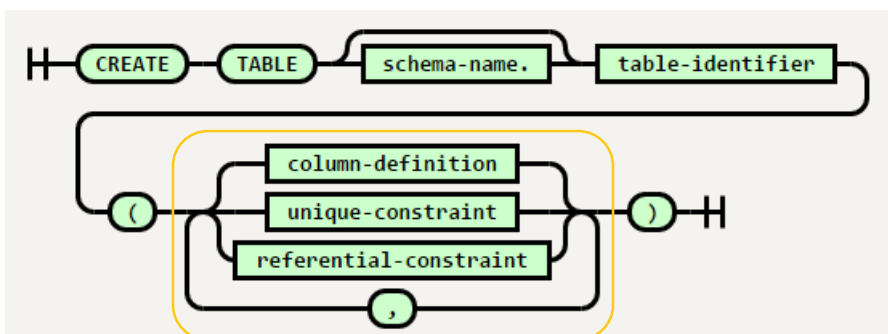 CREATE TABLE schema-name. table-identifier
column-definition
( unique-constraint )
referential-constraint
,